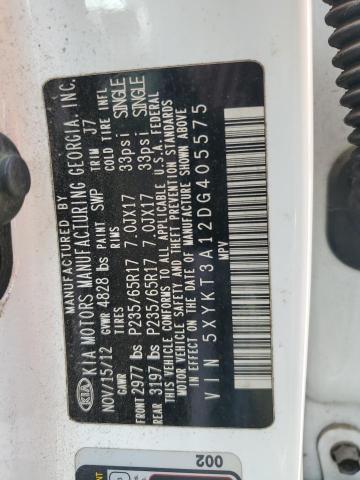 KIA
MANUFACTURED BY
KIA MOTORS MANUFACTURING GEORGIA, INC.
NOV/15/12 GVWR 4828 lbs PAINT SWP TRIM J7
GAWR TIRES RIMS COLD TIRE INFL
FRONT 2977 lbs P235/65R17 7.0JX17 33psi SINGLE
REAR 3197 lbs P235/65R17 7.0JX17 33psi SINGLE
THIS VEHICLE CONFORMS TO ALL APPLICABLE U.S.A. FEDERAL
MOTOR VEHICLE SAFETY AND THEFT PREVENTION STANDARDS
IN EFFECT ON THE DATE OF MANUFACTURE SHOWN ABOVE
VIN 5XYKT3A12DG405575
MPV
002